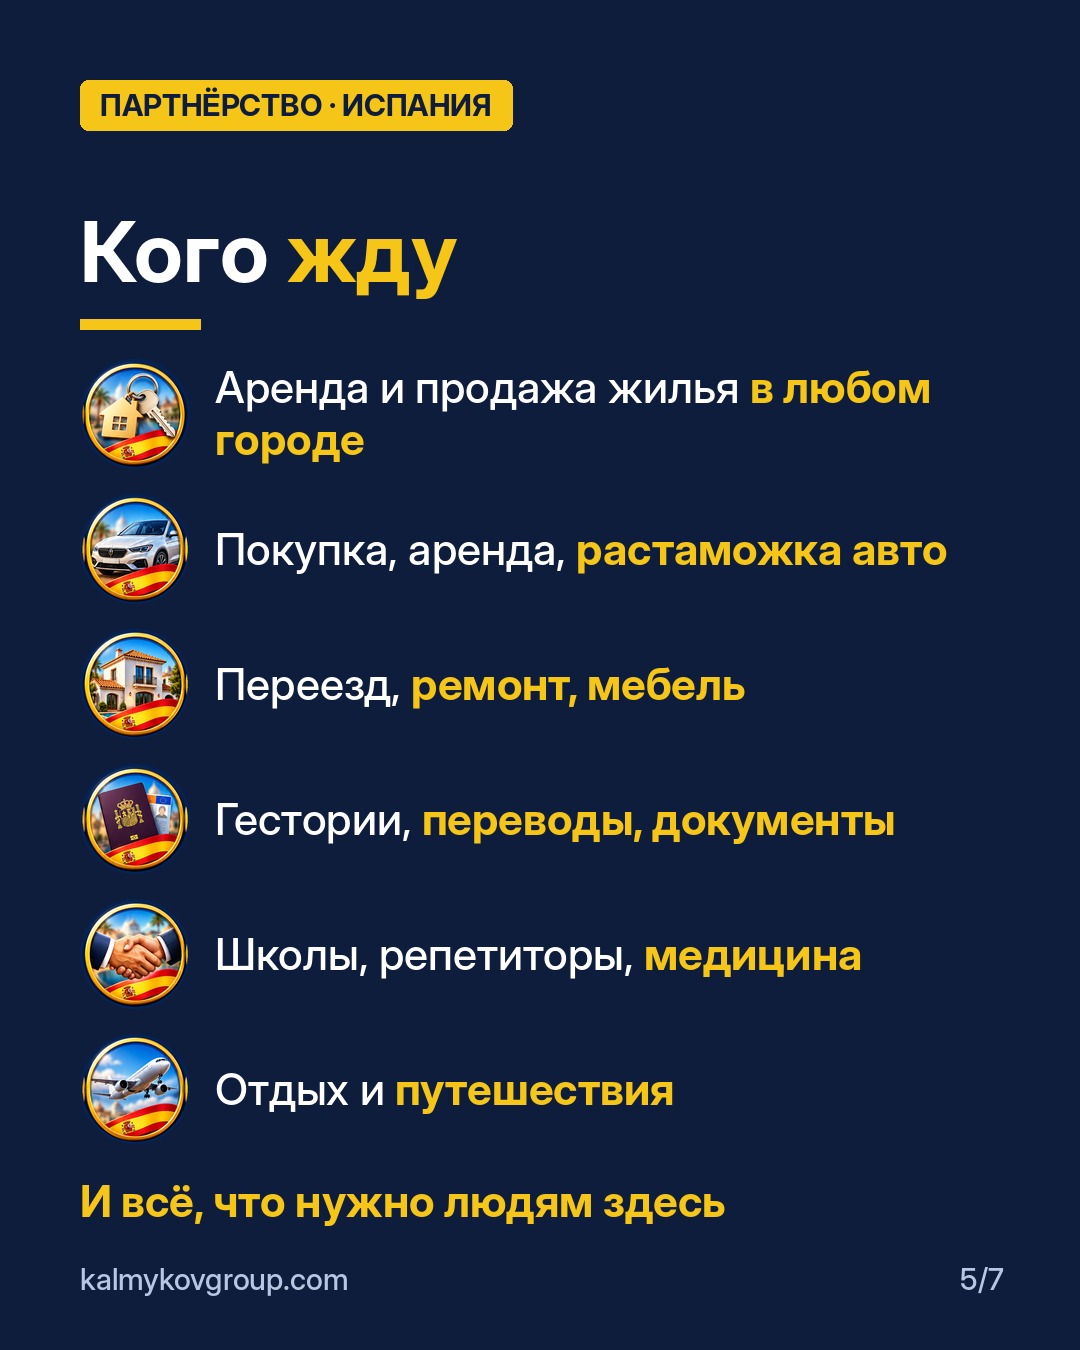 ПАРТНЁРСТВО · ИСПАНИЯ
Кого жду
Аренда и продажа жилья в любом
городе
Покупка, аренда, растаможка авто
Переезд, ремонт, мебель
Гестории, переводы, документы
Школы, репетиторы, медицина
Отдых и путешествия
И всё, что нужно людям здесь
kalmykovgroup.com
5/7